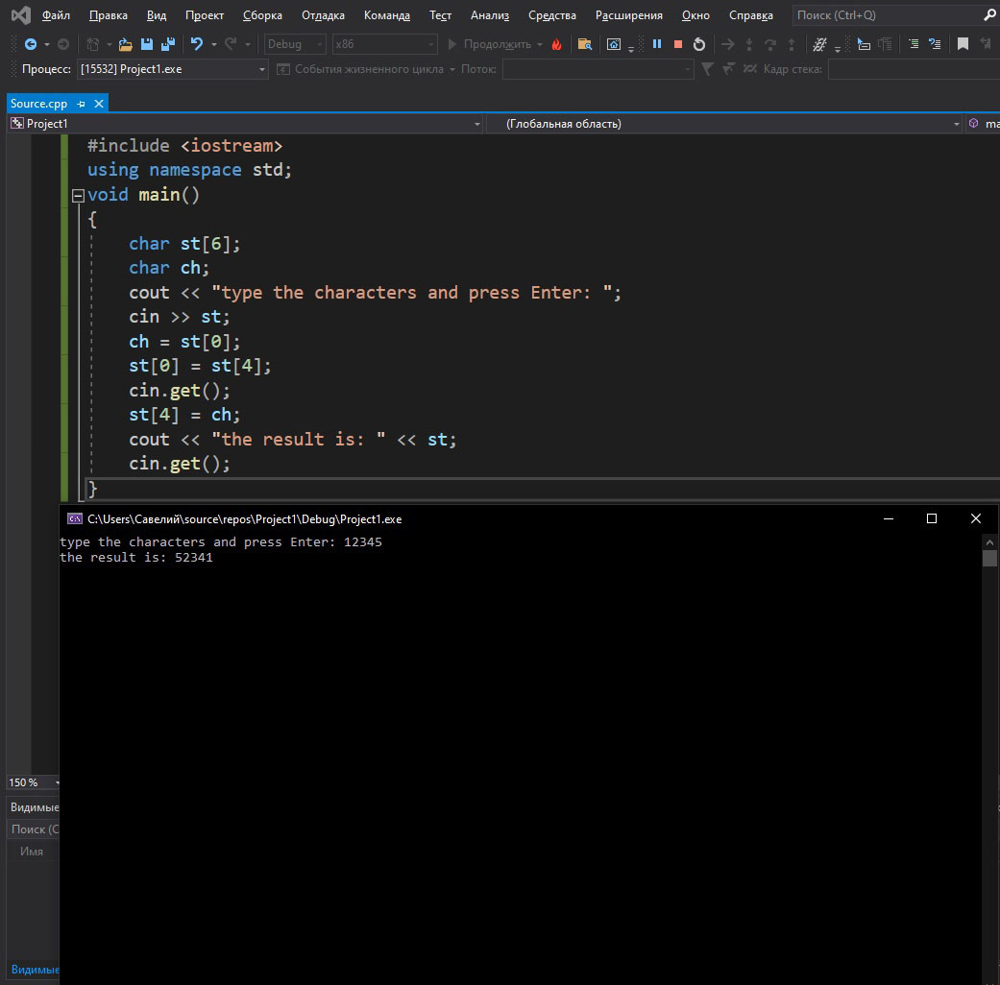 Файл Правка Вид Проект Сборка Отладка Команда Тест Анализ Средства Расширения Окно Справка Поиск (Ctrl+Q)
Debug x86 Продолжить
Процесс: [15532] Project1.exe События жизненного цикла Поток: Кадр стека:
Source.cpp
Project1 (Глобальная область) ma
#include <iostream>
using namespace std;
void main()
{
char st[6];
char ch;
cout << "type the characters and press Enter: ";
cin >> st;
ch = st[0];
st[0] = st[4];
cin.get();
st[4] = ch;
cout << "the result is: " << st;
cin.get();
}
C:\Users\Савелий\source\repos\Project1\Debug\Project1.exe
type the characters and press Enter: 12345
the result is: 52341
150 %
Видимые
Поиск (C
Имя
Видимые